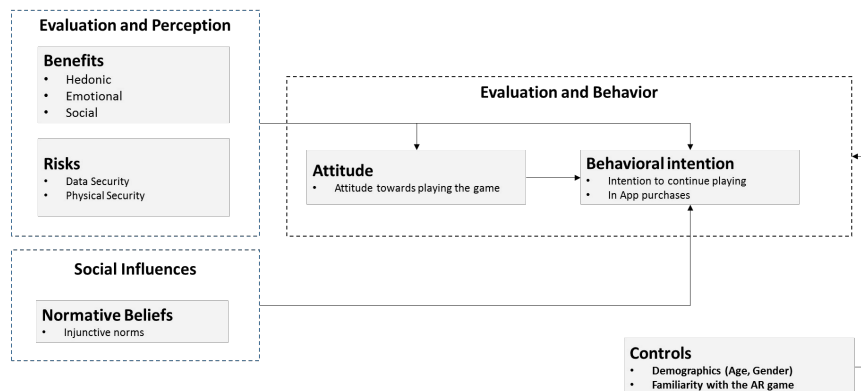 Evaluation and Perception
Benefits
• Hedonic
• Emotional
• Social
Risks
• Data Security
• Physical Security
Evaluation and Behavior
Attitude
• Attitude towards playing the game
Behavioral intention
• Intention to continue playing
• In App purchases
Social Influences
Normative Beliefs
• Injunctive norms
Controls
• Demographics (Age, Gender)
• Familiarity with the AR game